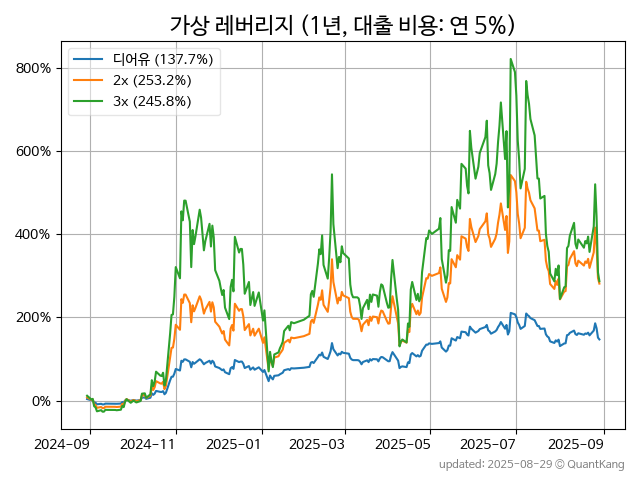 가상 레버리지 (1년, 대출 비용: 연 5%)
디어유 (137.7%)
2x (253.2%)
3x (245.8%)
800%
600%
400%
200%
0%
2024-09 2024-11 2025-01 2025-03 2025-05 2025-07 2025-09
updated: 2025-08-29 © QuantKang